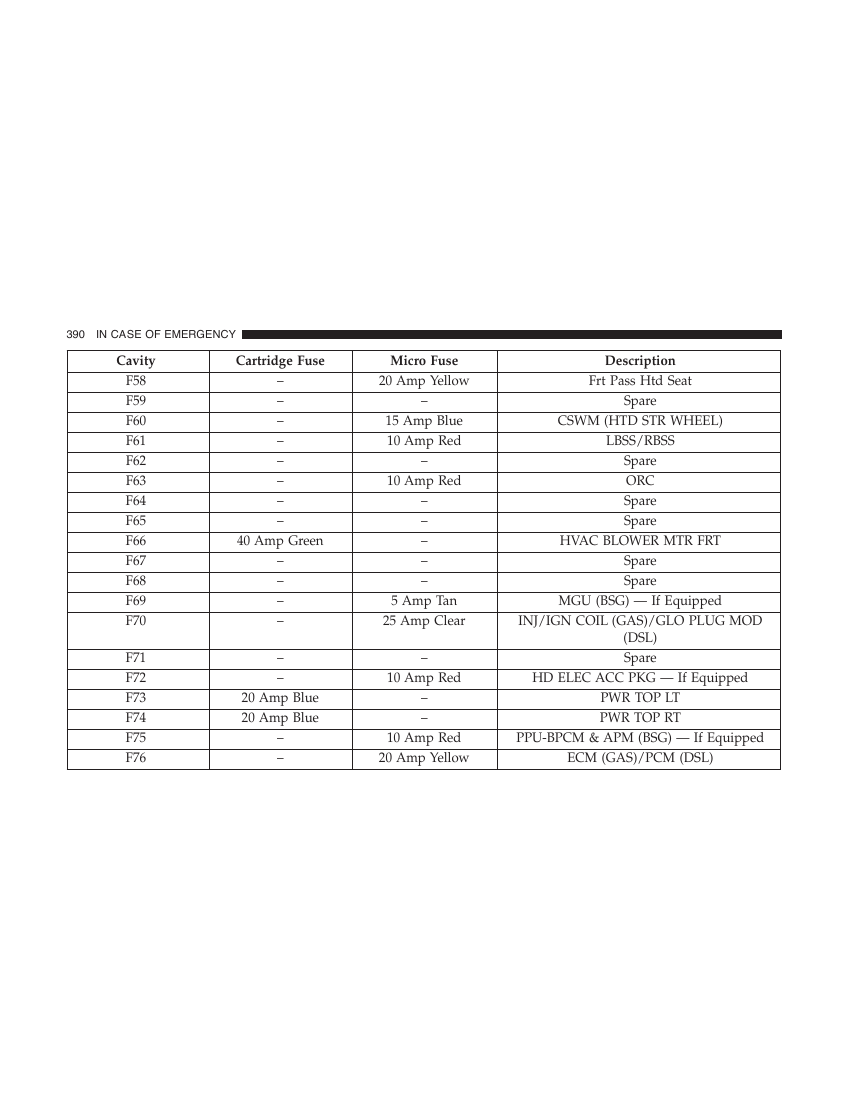 390 IN CASE OF EMERGENCY
Cavity Cartridge Fuse Micro Fuse Description
F58 – 20 Amp Yellow Frt Pass Htd Seat
F59 – – Spare
F60 – 15 Amp Blue CSWM (HTD STR WHEEL)
F61 – 10 Amp Red LBSS/RBSS
F62 – – Spare
F63 – 10 Amp Red ORC
F64 – – Spare
F65 – – Spare
F66 40 Amp Green – HVAC BLOWER MTR FRT
F67 – – Spare
F68 – – Spare
F69 – 5 Amp Tan MGU (BSG) — If Equipped
F70 – 25 Amp Clear INJ/IGN COIL (GAS)/GLO PLUG MOD
(DSL)
F71 – – Spare
F72 – 10 Amp Red HD ELEC ACC PKG — If Equipped
F73 20 Amp Blue – PWR TOP LT
F74 20 Amp Blue – PWR TOP RT
F75 – 10 Amp Red PPU-BPCM & APM (BSG) — If Equipped
F76 – 20 Amp Yellow ECM (GAS)/PCM (DSL)